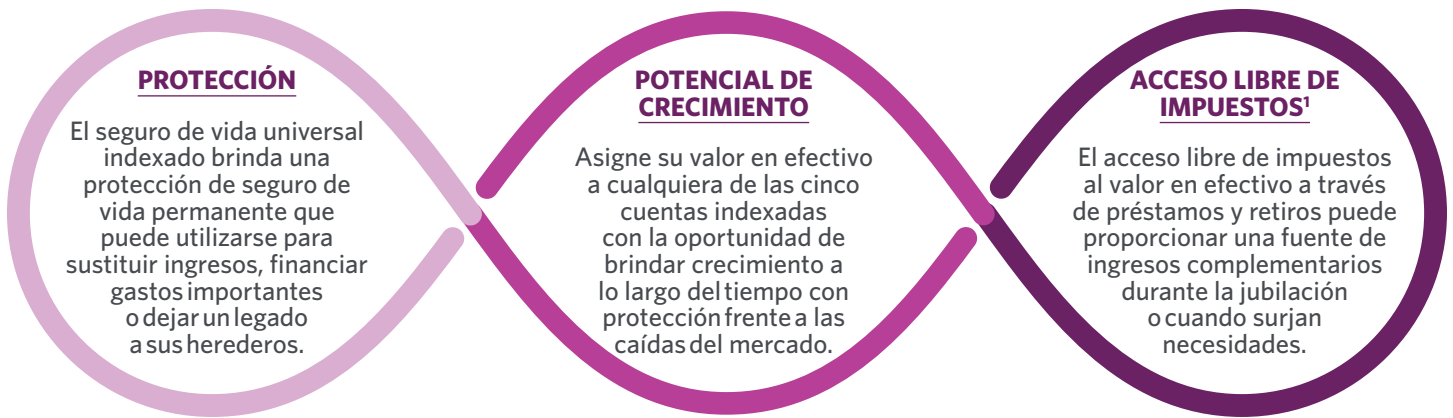 PROTECCIÓN
El seguro de vida universal
indexado brinda una
protección de seguro de
vida permanente que
puede utilizarse para
sustituir ingresos, financiar
gastos importantes
o dejar un legado
a sus herederos.
POTENCIAL DE
CRECIMIENTO
Asigne su valor en efectivo
a cualquiera de las cinco
cuentas indexadas
con la oportunidad de
brindar crecimiento a
lo largo del tiempo con
protección frente a las
caídas del mercado.
ACCESO LIBRE DE
IMPUESTOS¹
El acceso libre de impuestos
al valor en efectivo a través
de préstamos y retiros puede
proporcionar una fuente de
ingresos complementarios
durante la jubilación
o cuando surjan
necesidades.